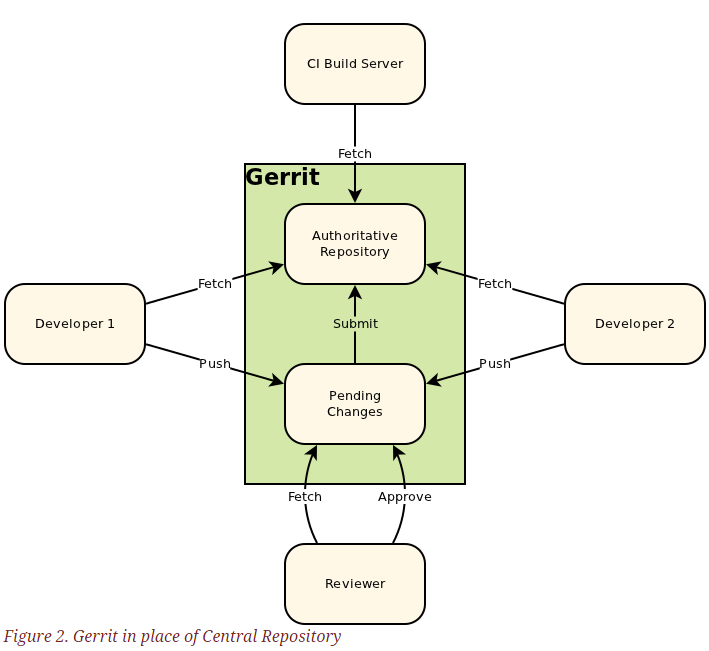 CI Build Server
Fetch
Gerrit
Authoritative
Repository
Fetch
Fetch
Developer 1
Submit
Developer 2
Push
Push
Pending
Changes
Fetch
Approve
Reviewer
Figure 2. Gerrit in place of Central Repository